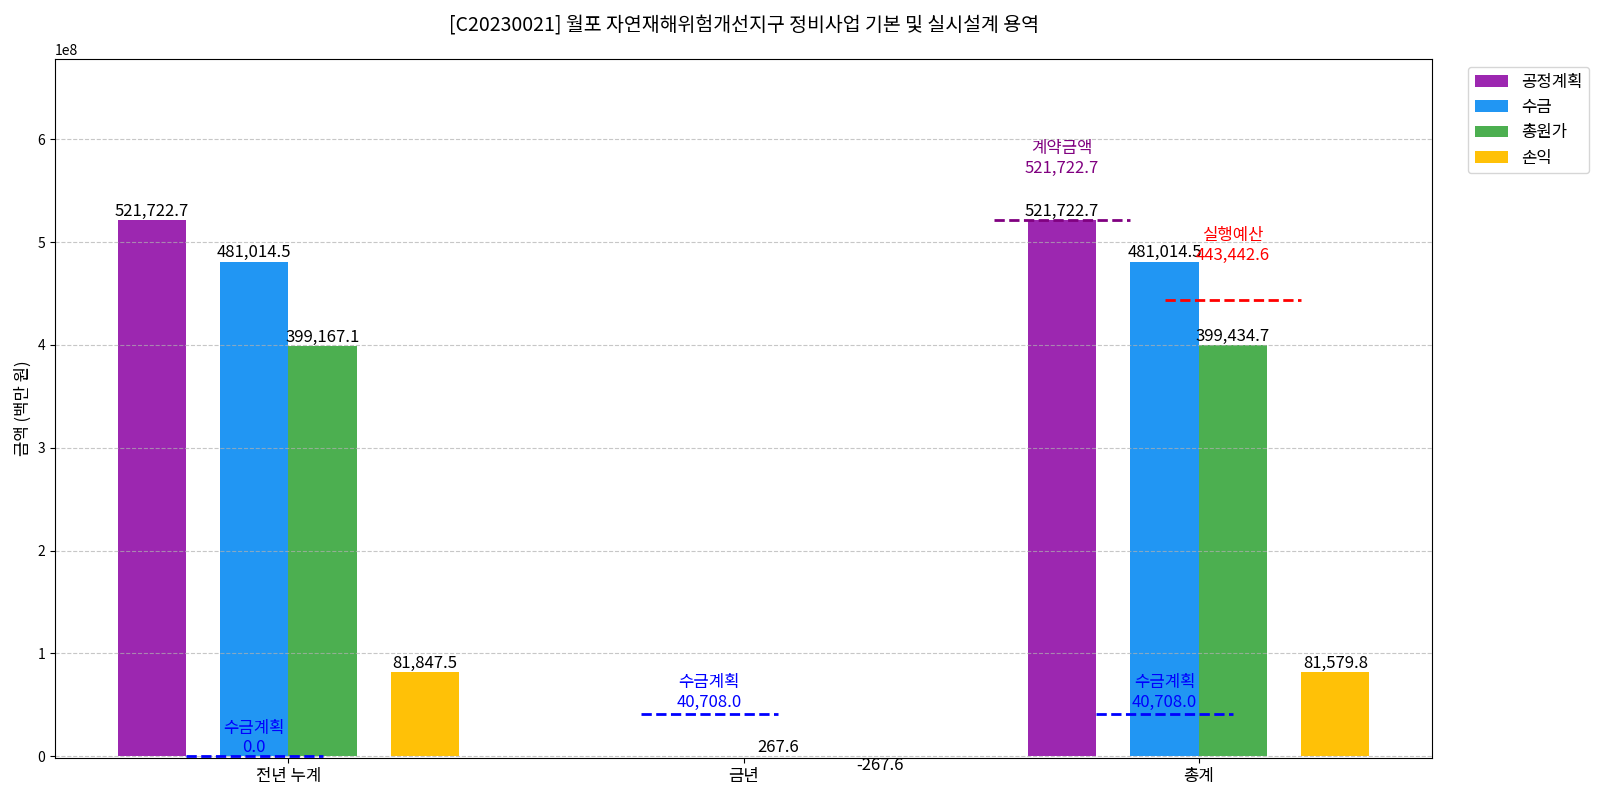 [C20230021] 월포 자연재해위험개선지구 정비사업 기본 및 실시설계 용역
1e8
공정계획
수금
총원가
손익
금액 (백만 원)
6
5
4
3
2
1
0
521,722.7
481,014.5
399,167.1
81,847.5
수금계획
0.0
수금계획
40,708.0
267.6
-267.6
계약금액
521,722.7
521,722.7
실행예산
443,442.6
481,014.5
399,434.7
수금계획
40,708.0
81,579.8
전년 누계
금년
총계